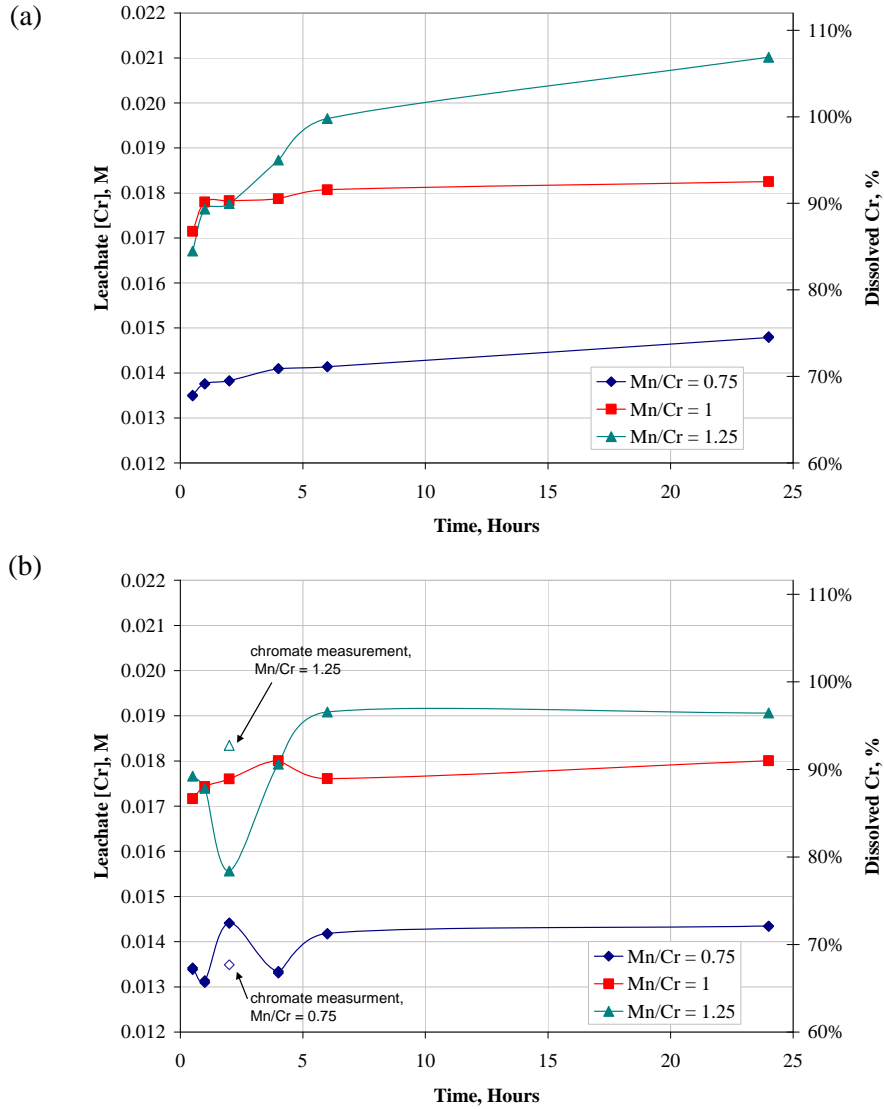 (a)
0.022
0.021
0.020
0.019
0.018
0.017
0.016
0.015
0.014
0.013
0.012
Leachate [Cr], M
110%
100%
90%
80%
70%
60%
Dissolved Cr, %
Mn/Cr = 0.75
Mn/Cr = 1
Mn/Cr = 1.25
0 5 10 15 20 25
Time, Hours
(b)
0.022
0.021
0.020
0.019
0.018
0.017
0.016
0.015
0.014
0.013
0.012
Leachate [Cr], M
110%
100%
90%
80%
70%
60%
Dissolved Cr, %
chromate measurement,
Mn/Cr = 1.25
chromate measurment,
Mn/Cr = 0.75
Mn/Cr = 0.75
Mn/Cr = 1
Mn/Cr = 1.25
0 5 10 15 20 25
Time, Hours